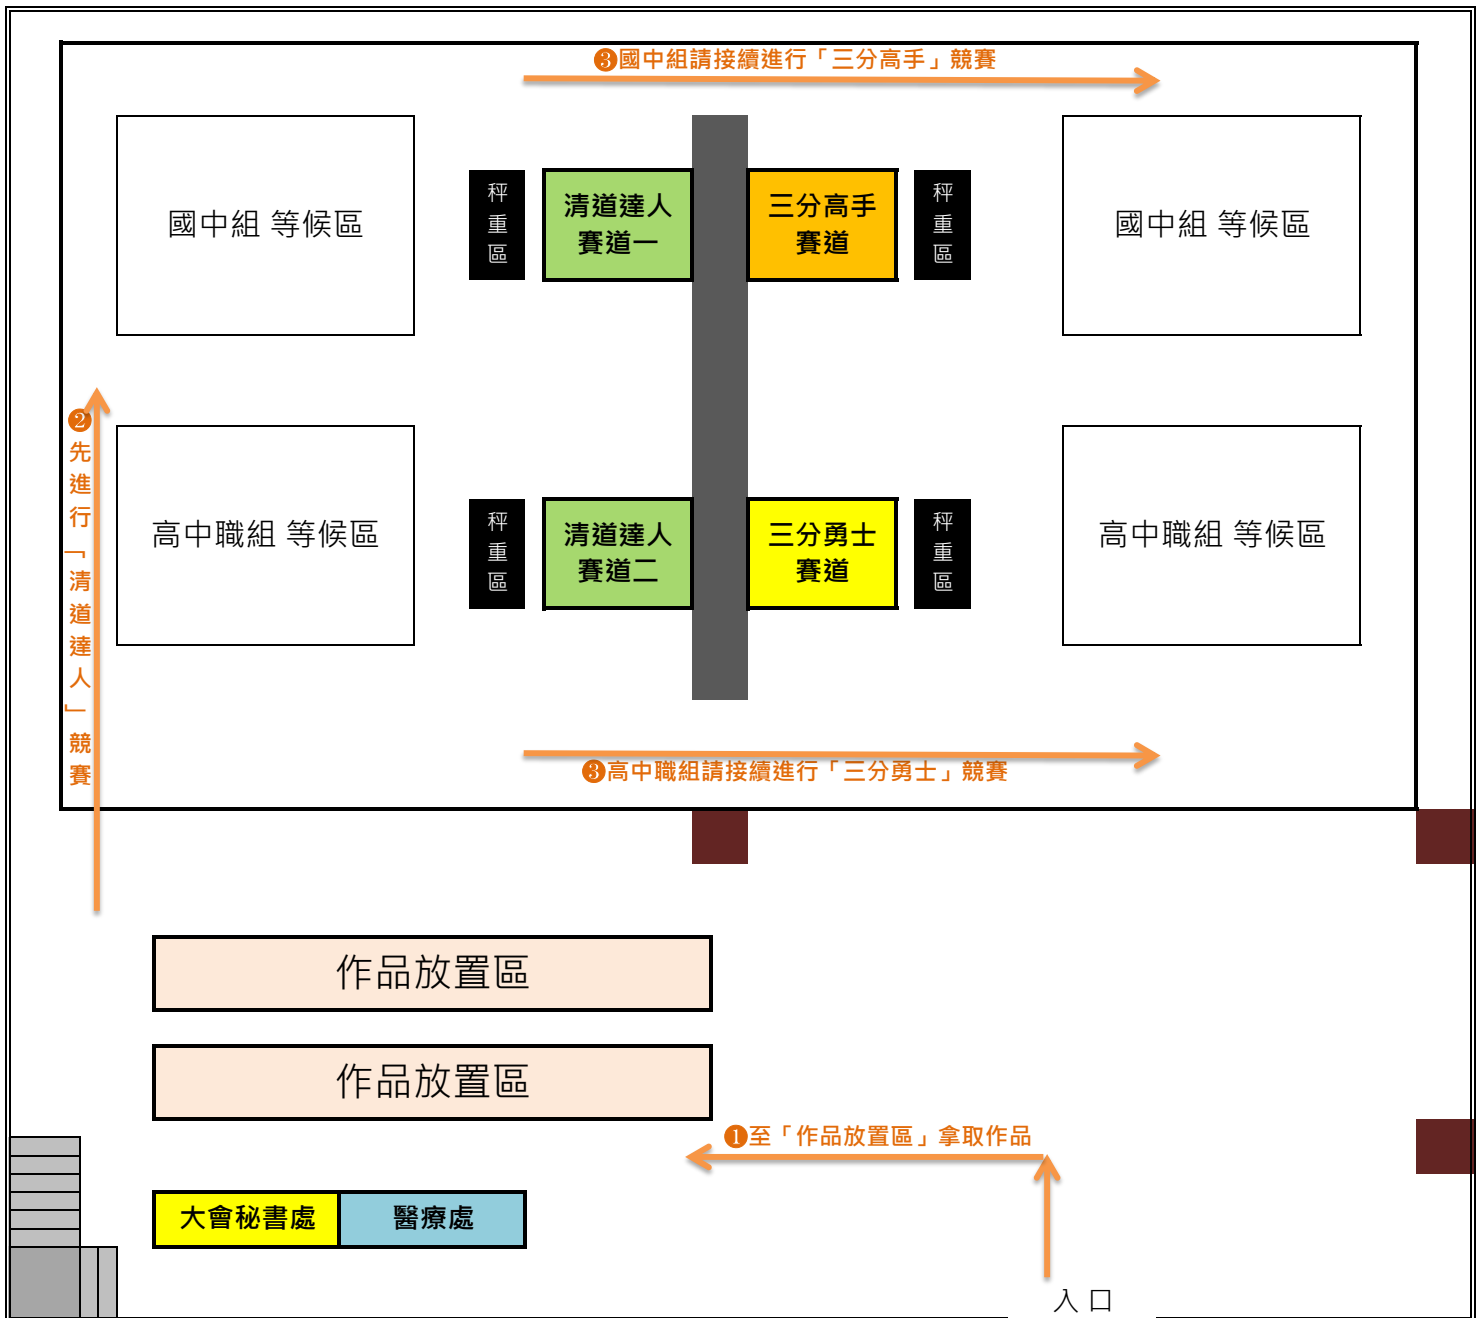 ❸國中組請接續進行「三分高手」競賽
國中組 等候區
秤重區
清道達人
賽道一
三分高手
賽道
秤重區
國中組 等候區
❷先進行「清道達人」競賽
高中職組 等候區
秤重區
清道達人
賽道二
三分勇士
賽道
秤重區
高中職組 等候區
❸高中職組請接續進行「三分勇士」競賽
作品放置區
作品放置區
❶至「作品放置區」拿取作品
大會秘書處
醫療處
入口